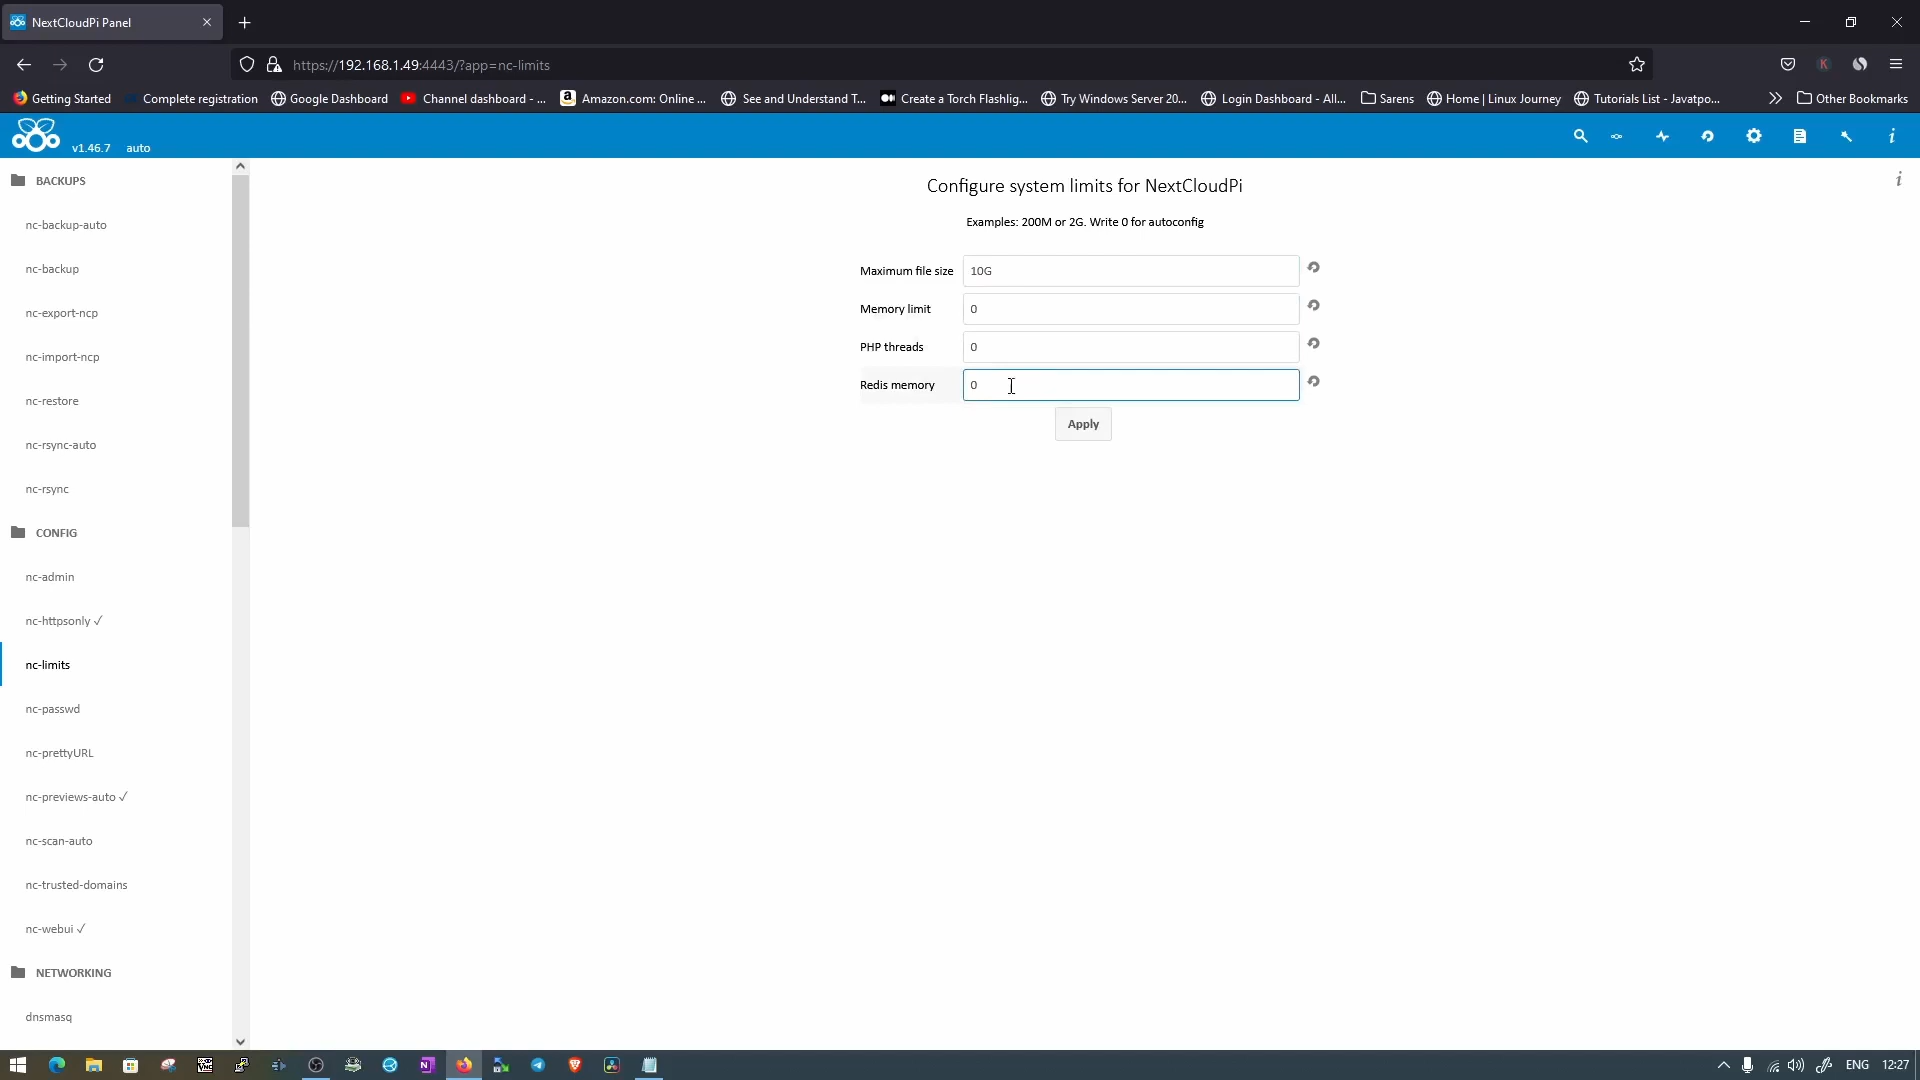 NextCloudPi Panel
https://192.168.1.49:4443/?app=nc-limits
Getting Started
Complete registration
Google Dashboard
Channel dashboard - ...
Amazon.com: Online ...
See and Understand T...
Create a Torch Flashlig...
Try Windows Server 20...
Login Dashboard - All...
Sarens
Home | Linux Journey
Tutorials List - Javatpo...
Other Bookmarks
v1.46.7 auto
BACKUPS
nc-backup-auto
nc-backup
nc-export-ncp
nc-import-ncp
nc-restore
nc-rsync-auto
nc-rsync
CONFIG
nc-admin
nc-httpsonly ✓
nc-limits
nc-passwd
nc-prettyURL
nc-previews-auto ✓
nc-scan-auto
nc-trusted-domains
nc-webui ✓
NETWORKING
dnsmasq
Configure system limits for NextCloudPi
Examples: 200M or 2G. Write 0 for autoconfig
Maximum file size 10G
Memory limit 0
PHP threads 0
Redis memory 0
Apply
ENG 12:27